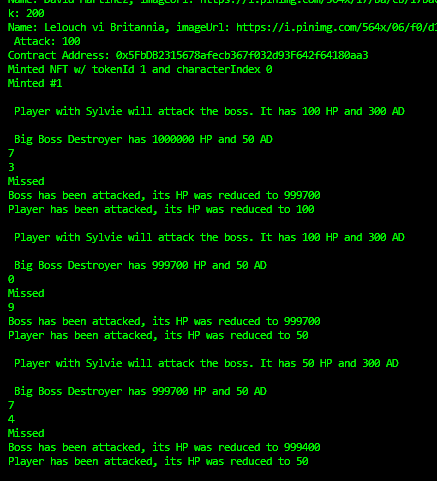 Name: David Martinez, imageUrl: https://i.pinimg.com/564x/17/
k: 200
Name: Lelouch vi Britannia, imageUrl: https://i.pinimg.com/564x/06/f0/d
 Attack: 100
Contract Address: 0x5FbDB2315678afecb367f032d93F642f64180aa3
Minted NFT w/ tokenId 1 and characterIndex 0
Minted #1
Player with Sylvie will attack the boss. It has 100 HP and 300 AD
Big Boss Destroyer has 1000000 HP and 50 AD
7
3
Missed
Boss has been attacked, its HP was reduced to 999700
Player has been attacked, its HP was reduced to 100
Player with Sylvie will attack the boss. It has 100 HP and 300 AD
Big Boss Destroyer has 999700 HP and 50 AD
0
Missed
9
Boss has been attacked, its HP was reduced to 999700
Player has been attacked, its HP was reduced to 50
Player with Sylvie will attack the boss. It has 50 HP and 300 AD
Big Boss Destroyer has 999700 HP and 50 AD
7
4
Missed
Boss has been attacked, its HP was reduced to 999400
Player has been attacked, its HP was reduced to 50